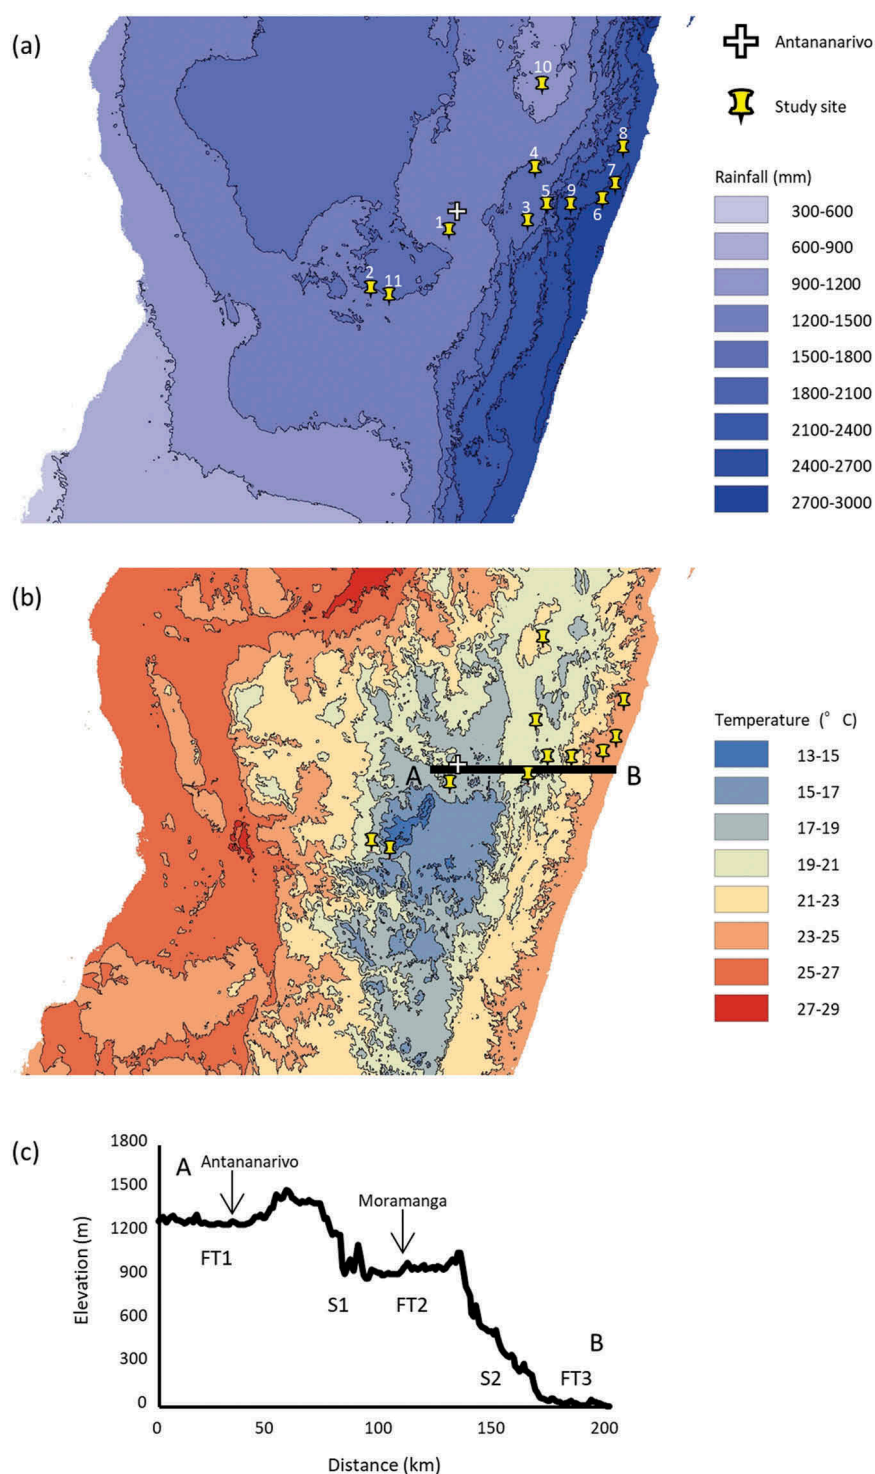 (a)
Antananarivo
Study site
Rainfall (mm)
300-600
600-900
900-1200
1200-1500
1500-1800
1800-2100
2100-2400
2400-2700
2700-3000
10
8
4
7
5
9
3
6
1
2
11
(b)
A
B
Temperature (° C)
13-15
15-17
17-19
19-21
21-23
23-25
25-27
27-29
(c)
1800
1500
1200
900
600
300
0
Elevation (m)
A
Antananarivo
Moramanga
FT1
S1
FT2
B
S2
FT3
0
50
100
150
200
Distance (km)